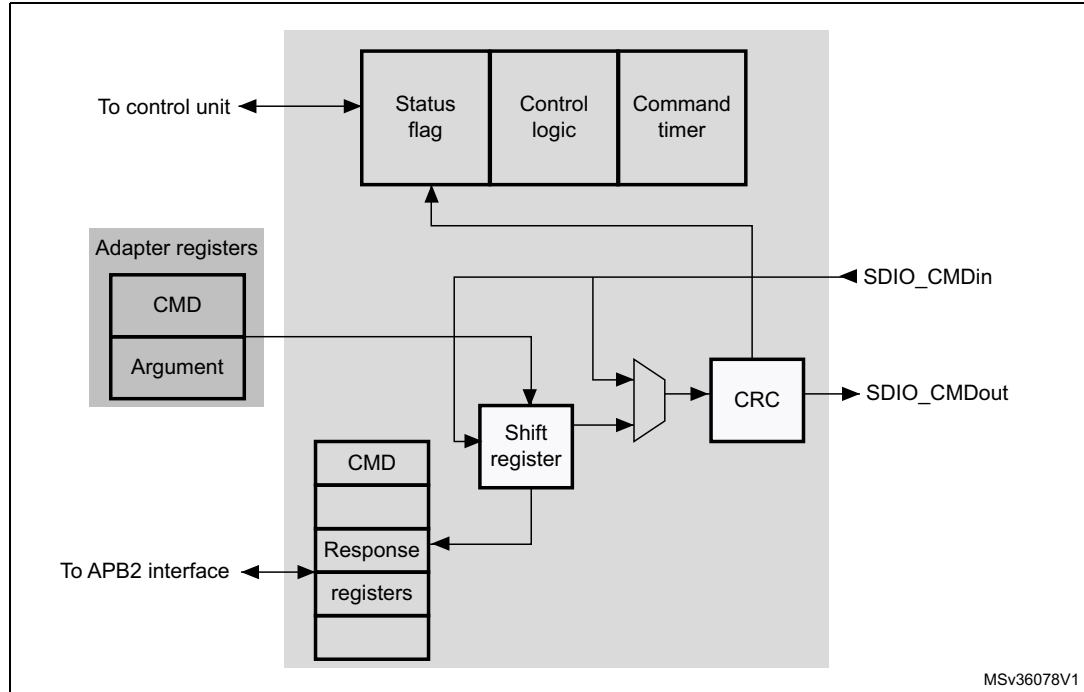 To control unit
Status
flag
Control
logic
Command
timer
Adapter registers
CMD
Argument
SDIO_CMDin
SDIO_CMDout
CRC
Shift
register
CMD
Response
registers
To APB2 interface
MSv36078V1